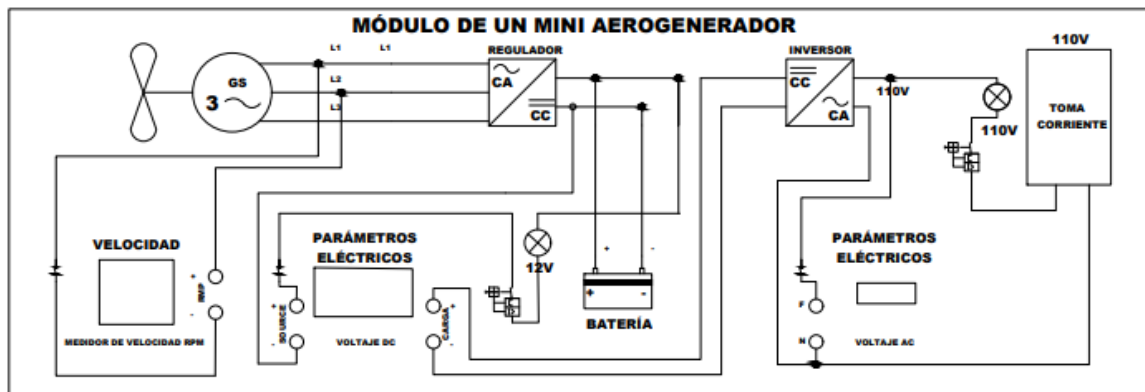 MÓDULO DE UN MINI AEROGENERADOR
L1
L1
REGULADOR
INVERSOR
110V
GS
3
L2
L3
CA
CC
CC
CA
110V
110V
TOMA
CORRIENTE
VELOCIDAD
+
RMP
-
MEDIDOR DE VELOCIDAD RPM
PARÁMETROS
ELÉCTRICOS
+
SOURCE
-
VOLTAJE DC
+
CARGA
-
12V
+
-
+
-
BATERÍA
PARÁMETROS
ELÉCTRICOS
F
N
VOLTAJE AC